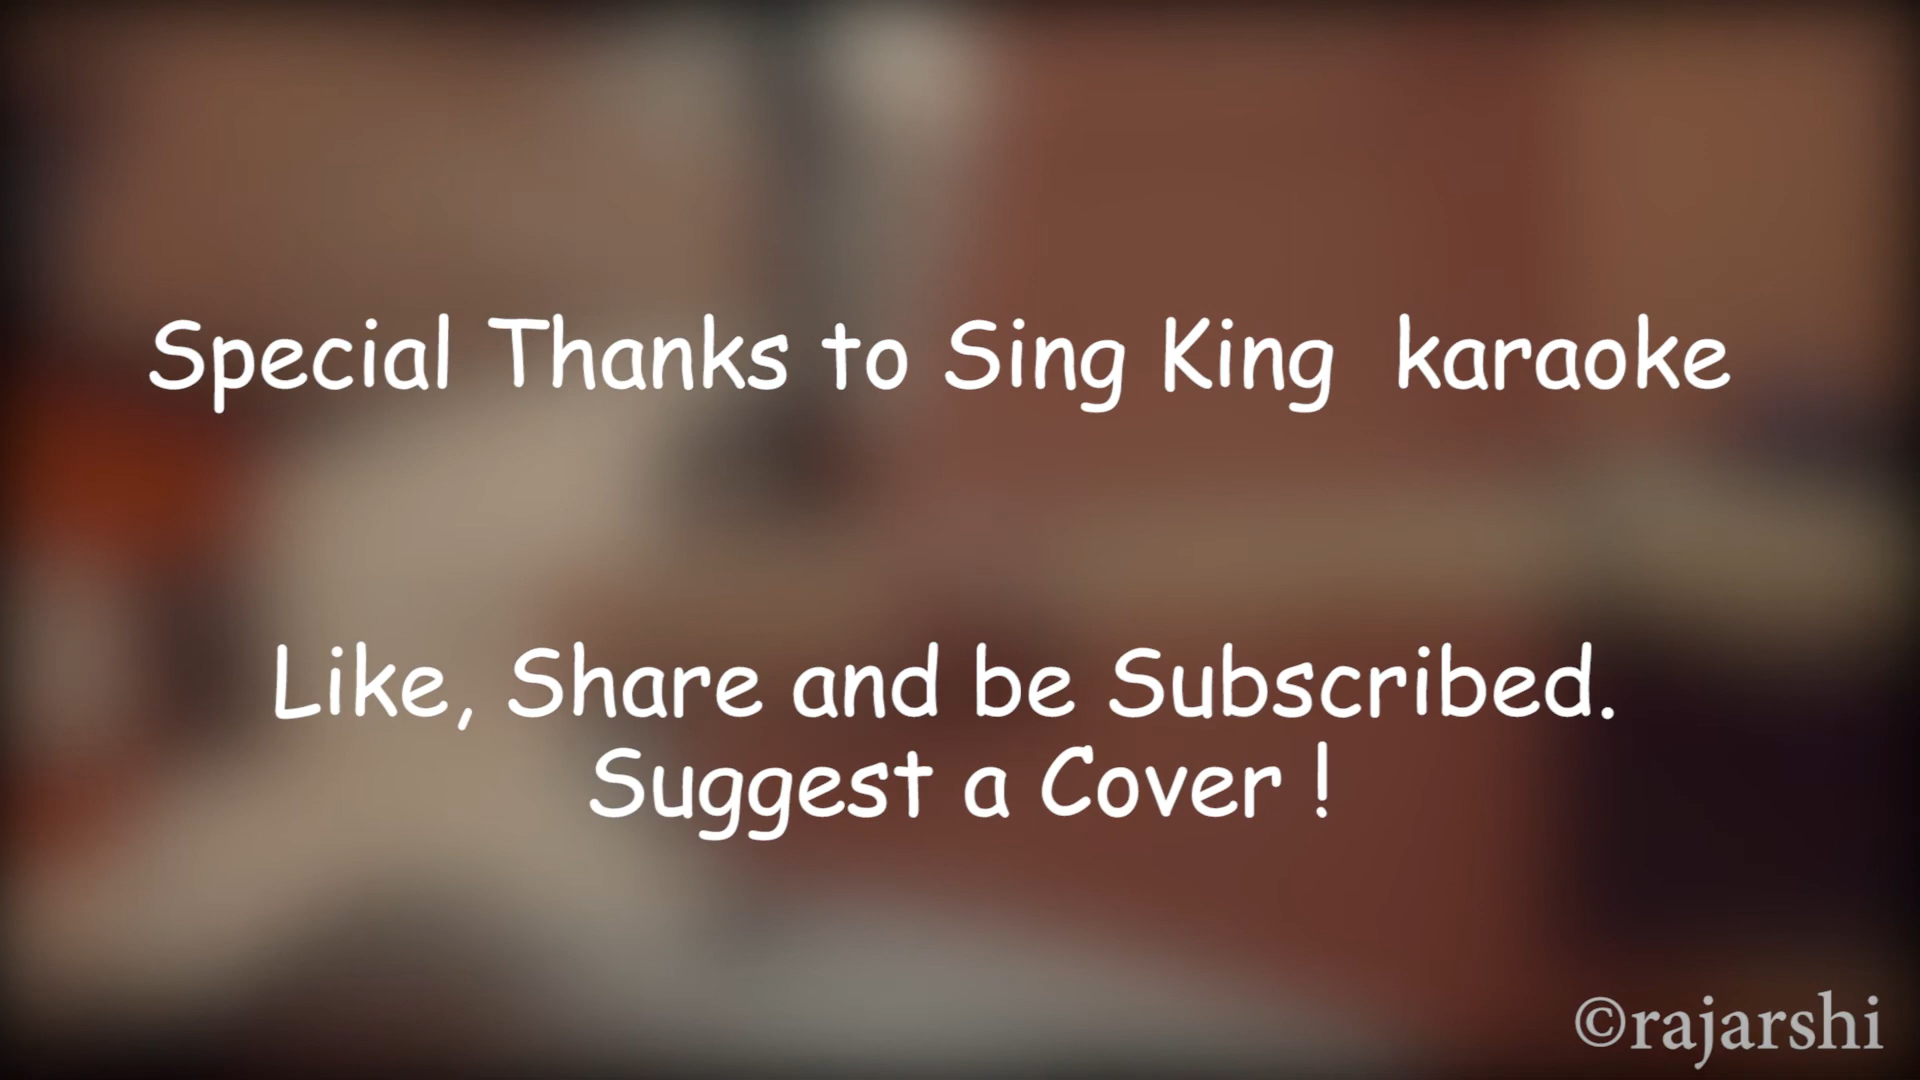 Special Thanks to Sing King karaoke
Like, Share and be Subscribed.
Suggest a Cover !
©rajarshi